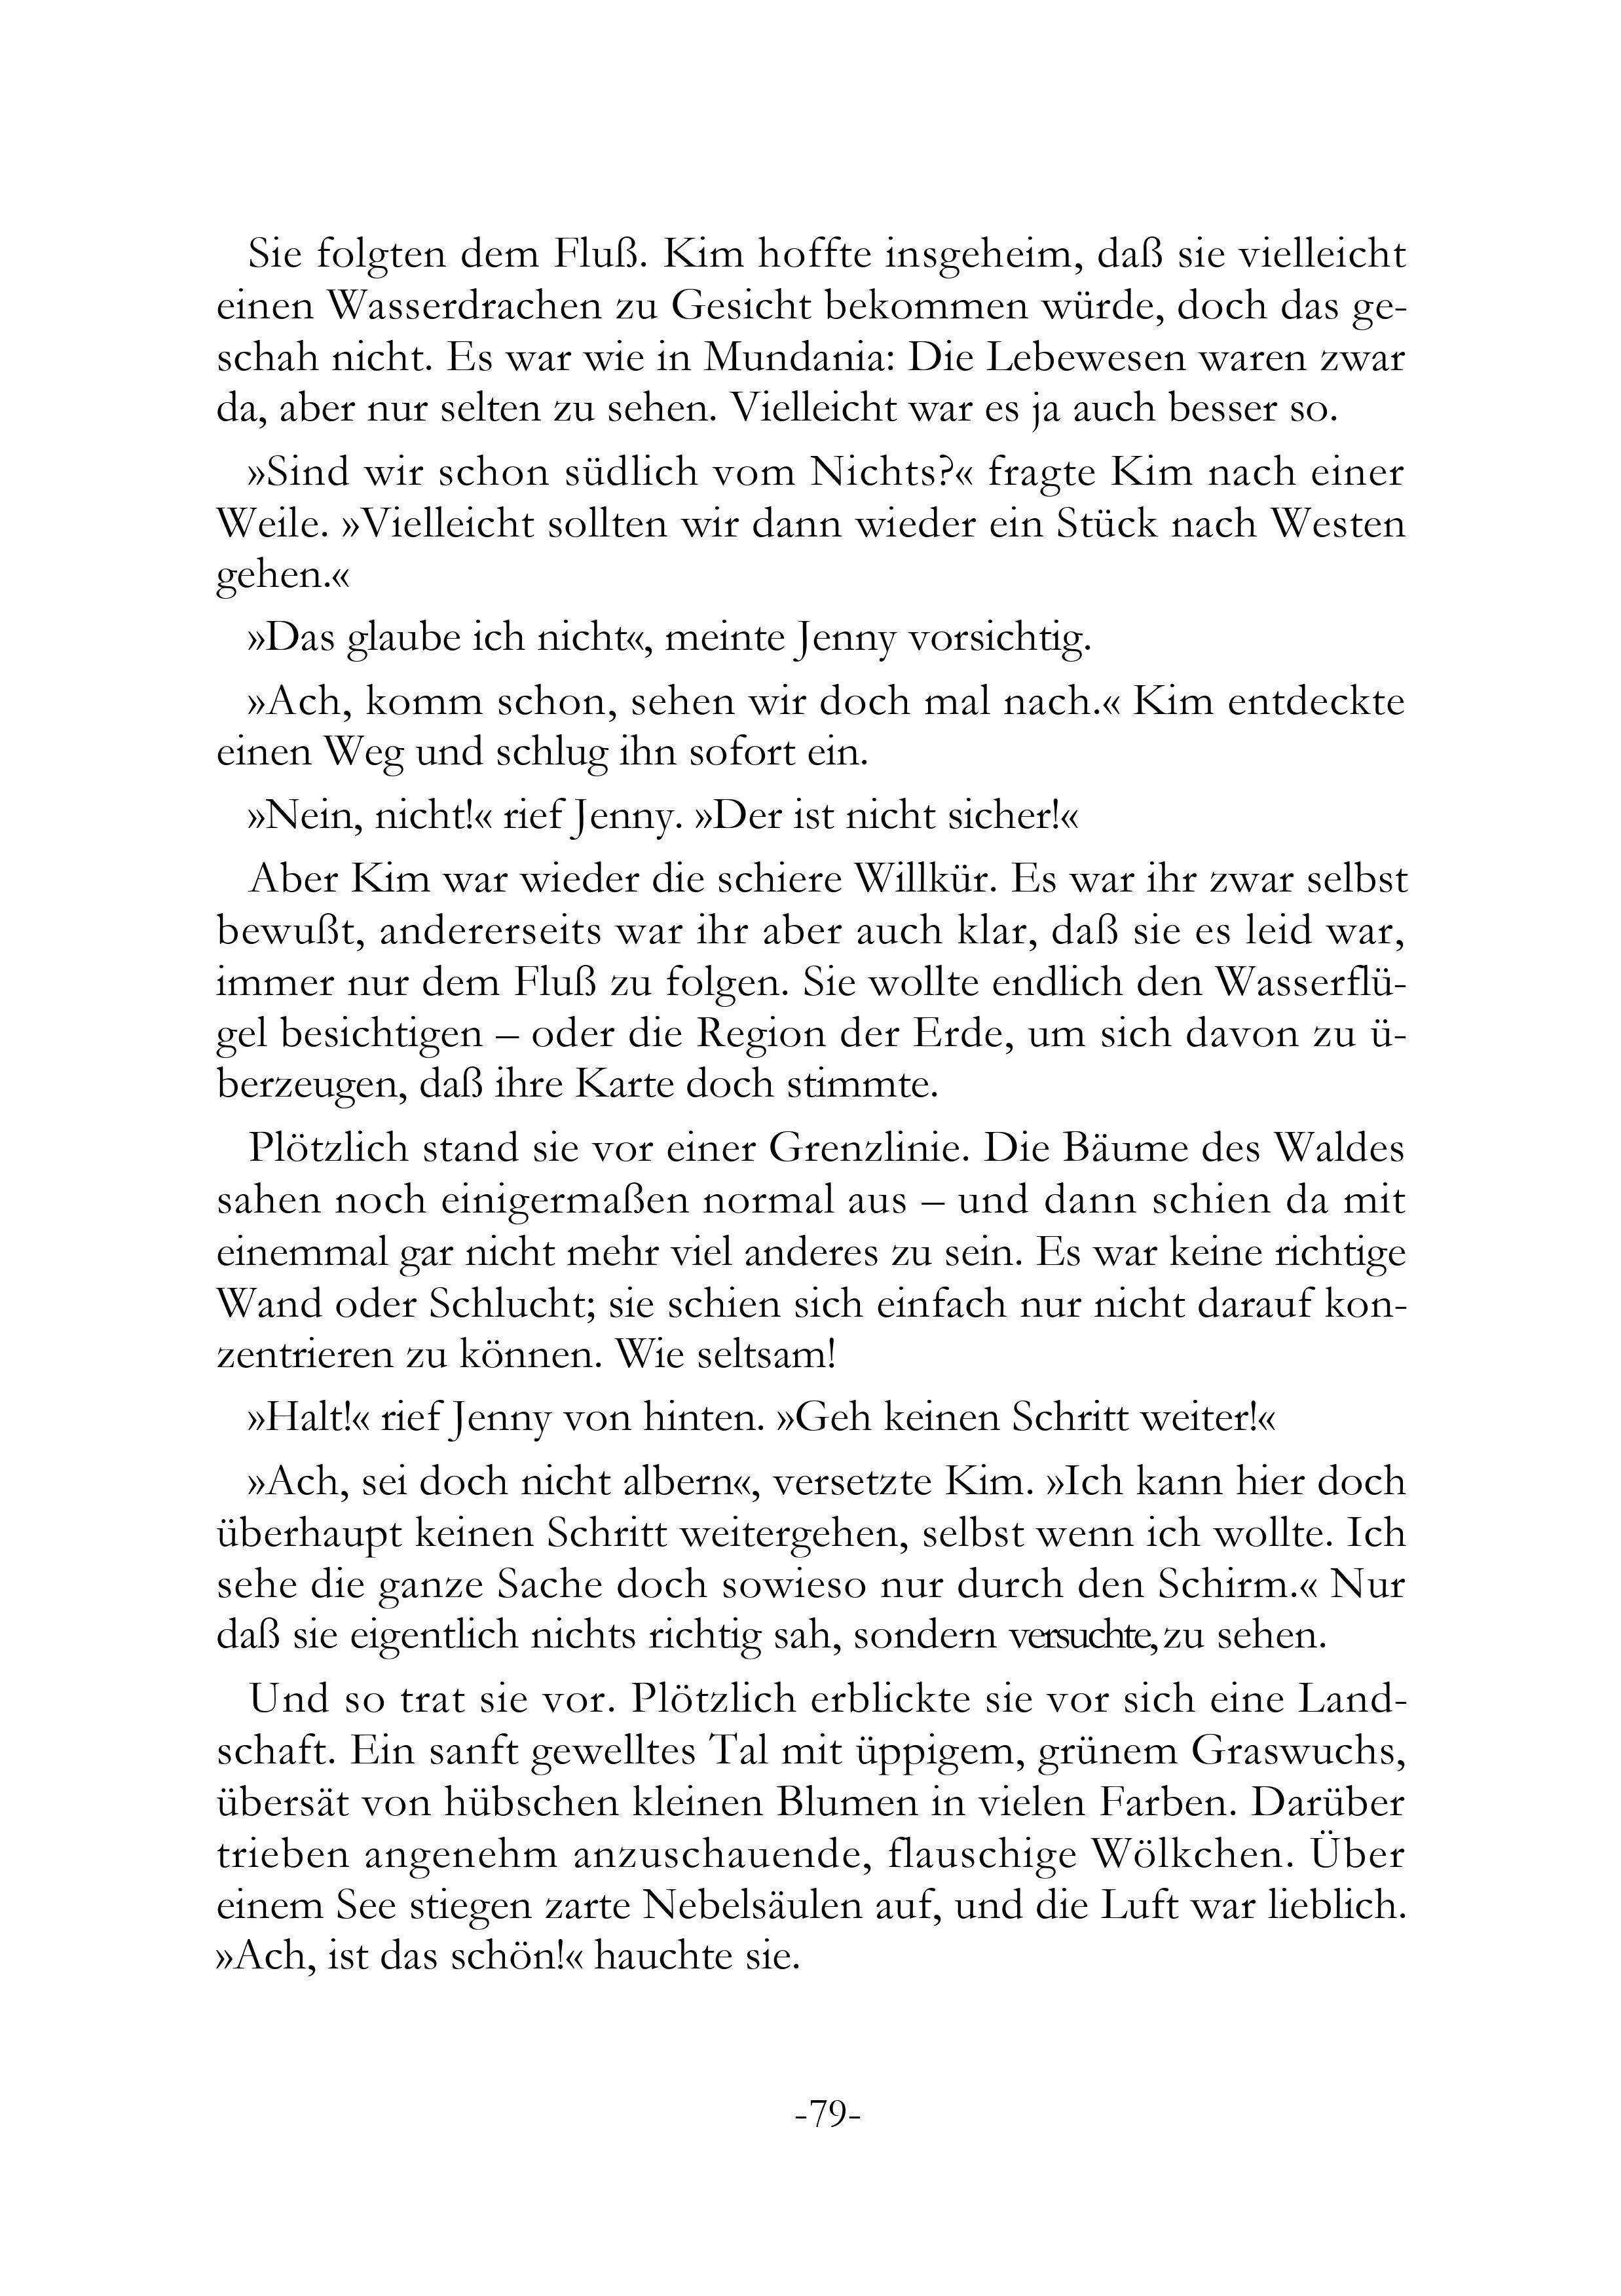 Sie folgten dem Fluß. Kim hoffte insgeheim, daß sie vielleicht
einen Wasserdrachen zu Gesicht bekommen würde, doch das ge-
schah nicht. Es war wie in Mundania: Die Lebewesen waren zwar
da, aber nur selten zu sehen. Vielleicht war es ja auch besser so.
»Sind wir schon südlich vom Nichts?« fragte Kim nach einer
Weile. »Vielleicht sollten wir dann wieder ein Stück nach Westen
gehen.«
»Das glaube ich nicht«, meinte Jenny vorsichtig.
»Ach, komm schon, sehen wir doch mal nach.« Kim entdeckte
einen Weg und schlug ihn sofort ein.
»Nein, nicht!« rief Jenny. »Der ist nicht sicher!«
Aber Kim war wieder die schiere Willkür. Es war ihr zwar selbst
bewußt, andererseits war ihr aber auch klar, daß sie es leid war,
immer nur dem Fluß zu folgen. Sie wollte endlich den Wasserflü-
gel besichtigen – oder die Region der Erde, um sich davon zu ü-
berzeugen, daß ihre Karte doch stimmte.
Plötzlich stand sie vor einer Grenzlinie. Die Bäume des Waldes
sahen noch einigermaßen normal aus – und dann schien da mit
einemmal gar nicht mehr viel anderes zu sein. Es war keine richtige
Wand oder Schlucht; sie schien sich einfach nur nicht darauf kon-
zentrieren zu können. Wie seltsam!
»Halt!« rief Jenny von hinten. »Geh keinen Schritt weiter!«
»Ach, sei doch nicht albern«, versetzte Kim. »Ich kann hier doch
überhaupt keinen Schritt weitergehen, selbst wenn ich wollte. Ich
sehe die ganze Sache doch sowieso nur durch den Schirm.« Nur
daß sie eigentlich nichts richtig sah, sondern versuchte, zu sehen.
Und so trat sie vor. Plötzlich erblickte sie vor sich eine Land-
schaft. Ein sanft gewelltes Tal mit üppigem, grünem Graswuchs,
übersät von hübschen kleinen Blumen in vielen Farben. Darüber
trieben angenehm anzuschauende, flauschige Wölkchen. Über
einem See stiegen zarte Nebelsäulen auf, und die Luft war lieblich.
»Ach, ist das schön!« hauchte sie.
-79-